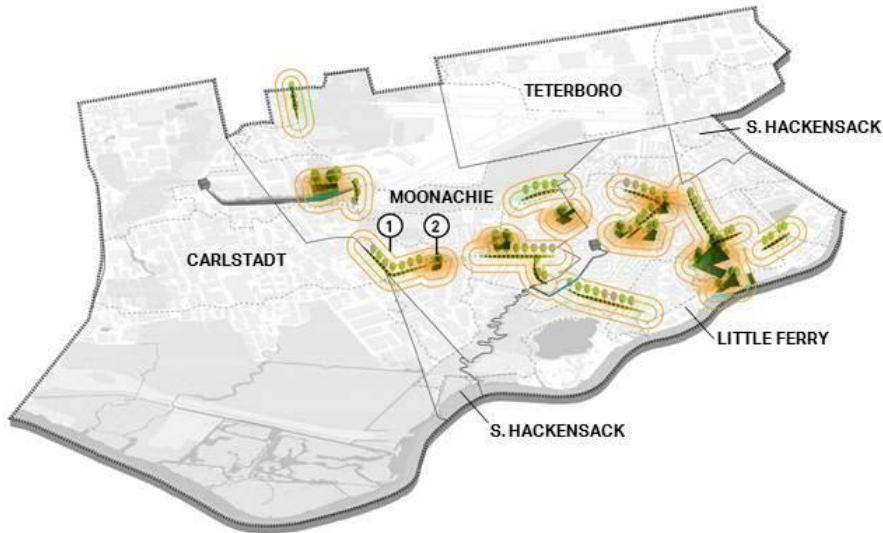 TETERBORO
S. HACKENSACK
MOONACHIE
1
2
CARLSTADT
LITTLE FERRY
S. HACKENSACK